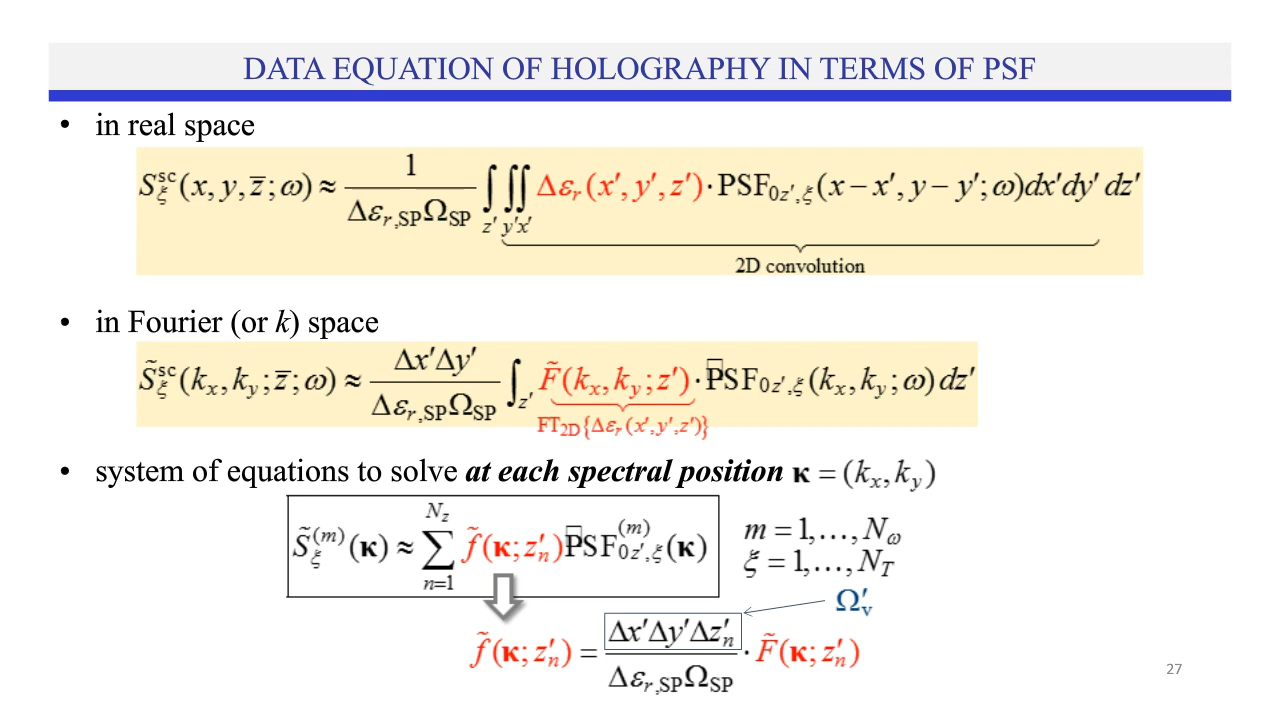 DATA EQUATION OF HOLOGRAPHY IN TERMS OF PSF
• in real space
S_ξ^sc(x, y, z̅; ω) ≈ 1/(Δε_r,SP Ω_SP) ∫_z′ ∬_y′x′ Δε_r(x′, y′, z′) · PSF_0z′,ξ(x − x′, y − y′; ω)dx′dy′ dz′
2D convolution
• in Fourier (or k) space
S̃_ξ^sc(k_x, k_y; z̅; ω) ≈ Δx′Δy′/(Δε_r,SP Ω_SP) ∫_z′ F̃(k_x, k_y; z′) · P̃SF_0z′,ξ(k_x, k_y; ω) dz′
FT_2D{Δε_r(x′, y′, z′)}
• system of equations to solve at each spectral position κ = (k_x, k_y)
S̃_ξ^(m)(κ) ≈ ∑_n=1^N_z f̃(κ; z′_n)P̃SF_0z′,ξ^(m)(κ)
m = 1,…, N_ω
ξ = 1,…, N_T
Ω′_v
f̃(κ; z′_n) = Δx′Δy′Δz′_n/(Δε_r,SP Ω_SP) · F̃(κ; z′_n)
27